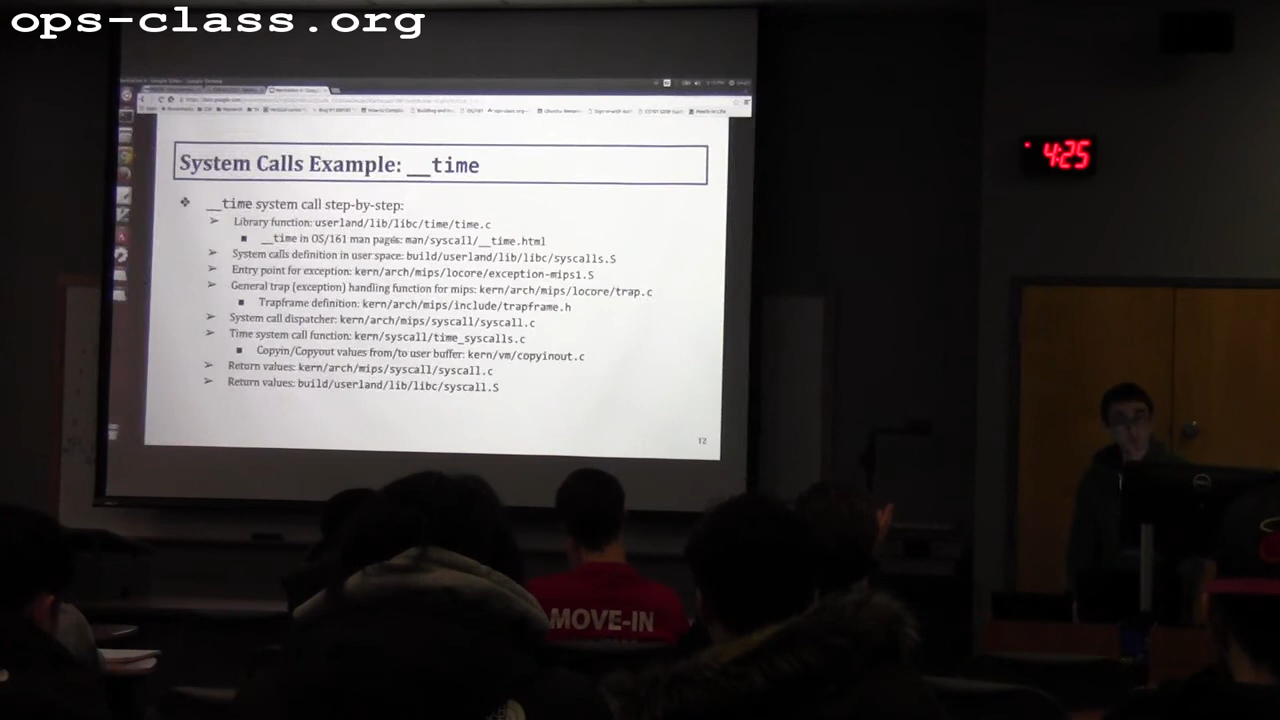 ops-class.org
4:25
System Calls Example: __time
❖ __time system call step-by-step:
➢ Library function: userland/lib/libc/time/time.c
▪ __time in OS/161 man pages: man/syscall/__time.html
➢ System calls definition in user space: build/userland/lib/libc/syscalls.S
➢ Entry point for exception: kern/arch/mips/locore/exception-mips1.S
➢ General trap (exception) handling function for mips: kern/arch/mips/locore/trap.c
▪ Trapframe definition: kern/arch/mips/include/trapframe.h
➢ System call dispatcher: kern/arch/mips/syscall/syscall.c
➢ Time system call function: kern/syscall/time_syscalls.c
▪ Copyin/Copyout values from/to user buffer: kern/vm/copyinout.c
➢ Return values: kern/arch/mips/syscall/syscall.c
➢ Return values: build/userland/lib/libc/syscall.S
12
DELL
MOVE-IN